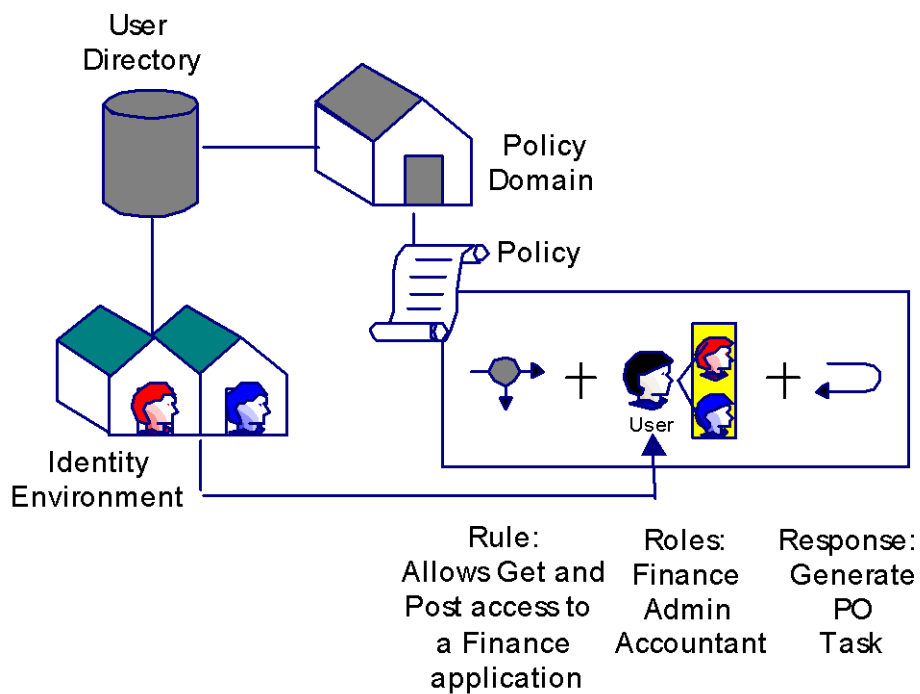 User
Directory
Policy
Domain
Policy
User
Identity
Environment
Rule:
Allows Get and
Post access to
a Finance
application
Roles:
Finance
Admin
Accountant
Response:
Generate
PO
Task